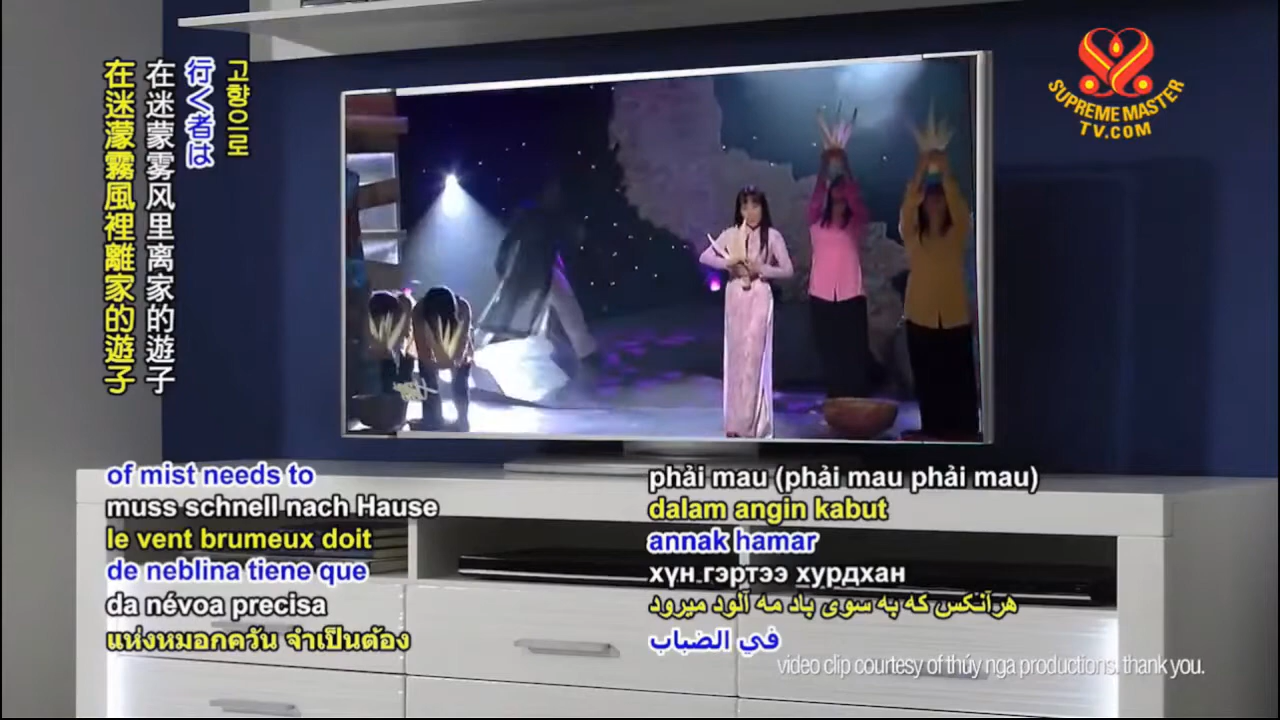 고향으로
行く者は
在迷蒙雾风里离家的遊子
在迷濛霧風裡離家的遊子
SUPREME MASTER
TV.COM
of mist needs to
muss schnell nach Hause
le vent brumeux doit
de neblina tiene que
da névoa precisa
แห่งหมอกควัน จำเป็นต้อง
phải mau (phải mau phải mau)
dalam angin kabut
annak hamar
хүн гэртээ хурдхан
هرآنکس که به سوی باد مه آلود میرود
في الضباب
video clip courtesy of thúy nga productions. thank you.